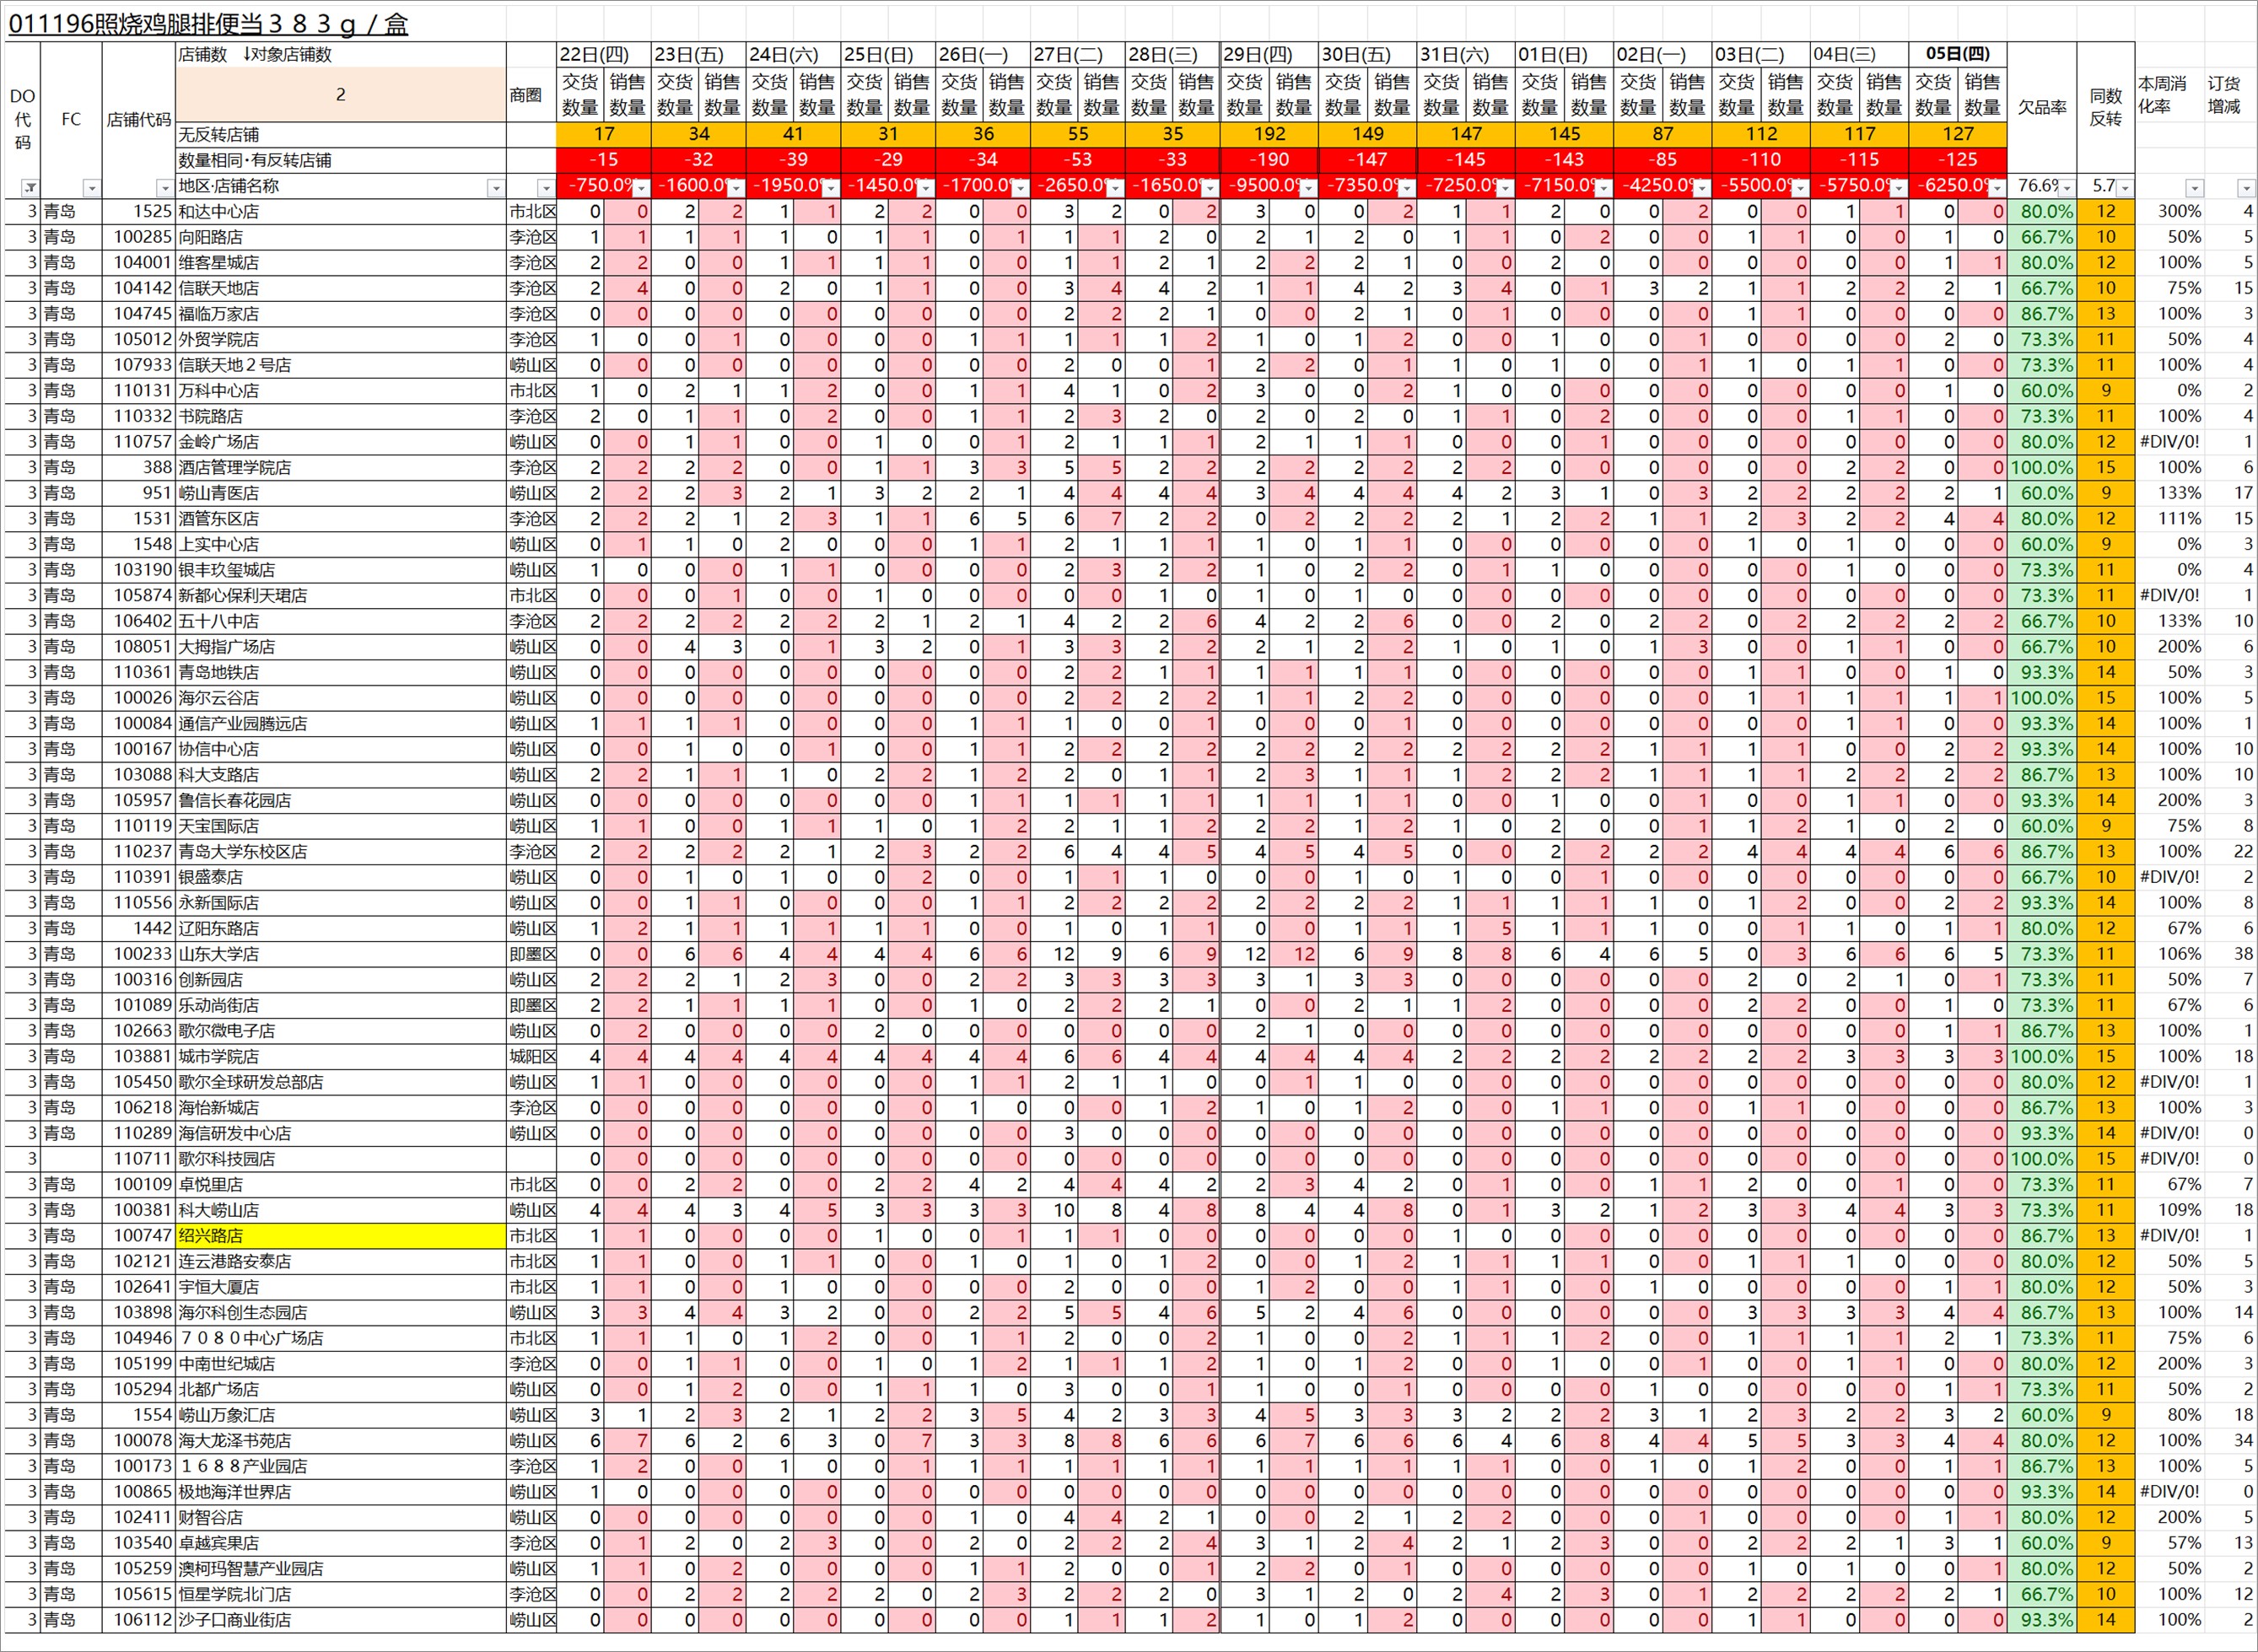 011196照烧鸡腿排便当３８３ｇ／盒
DO代码 FC 店铺代码 店铺数 ↓对象店铺数 商圈 22日(四) 23日(五) 24日(六) 25日(日) 26日(一) 27日(二) 28日(三) 29日(四) 30日(五) 31日(六) 01日(日) 02日(一) 03日(二) 04日(三) 05日(四) 欠品率 同数反转 本周消化率 订货增减
2 交货数量 销售数量 交货数量 销售数量 交货数量 销售数量 交货数量 销售数量 交货数量 销售数量 交货数量 销售数量 交货数量 销售数量 交货数量 销售数量 交货数量 销售数量 交货数量 销售数量 交货数量 销售数量 交货数量 销售数量 交货数量 销售数量 交货数量 销售数量 交货数量 销售数量
无反转店铺 17 34 41 31 36 55 35 192 149 147 145 87 112 117 127
数量相同·有反转店铺 -15 -32 -39 -29 -34 -53 -33 -190 -147 -145 -143 -85 -110 -115 -125
地区·店铺名称 -750.0% -1600.0% -1950.0% -1450.0% -1700.0% -2650.0% -1650.0% -9500.0% -7350.0% -7250.0% -7150.0% -4250.0% -5500.0% -5750.0% -6250.0% 76.6% 5.7
3 青岛 1525 和达中心店 市北区 0 0 2 2 1 1 2 2 0 0 3 2 0 2 3 0 0 2 1 1 2 0 0 2 0 0 1 1 0 0 80.0% 12 300% 4
3 青岛 100285 向阳路店 李沧区 1 1 1 1 1 0 1 1 0 1 1 1 2 0 2 1 2 0 1 1 0 2 0 0 1 1 0 0 1 0 66.7% 10 50% 5
3 青岛 104001 维客星城店 李沧区 2 2 0 0 1 1 1 1 0 0 1 1 2 1 2 2 2 1 0 0 2 0 0 0 0 0 0 0 1 1 80.0% 12 100% 5
3 青岛 104142 信联天地店 李沧区 2 4 0 0 2 0 1 1 0 0 3 4 4 2 1 1 4 2 3 4 0 1 3 2 1 1 2 2 2 1 66.7% 10 75% 15
3 青岛 104745 福临万家店 李沧区 0 0 0 0 0 0 0 0 0 0 2 2 2 1 0 0 2 1 0 1 0 0 0 0 1 1 0 0 0 0 86.7% 13 100% 3
3 青岛 105012 外贸学院店 李沧区 1 0 0 1 0 0 0 0 1 1 1 1 1 2 1 0 1 2 0 0 1 0 0 1 0 0 0 0 2 0 73.3% 11 50% 4
3 青岛 107933 信联天地２号店 崂山区 0 0 0 0 0 0 0 0 0 0 2 0 0 1 2 2 0 1 1 0 1 0 0 1 1 0 1 1 0 0 73.3% 11 100% 4
3 青岛 110131 万科中心店 市北区 1 0 2 1 1 2 0 0 1 1 4 1 0 2 3 0 0 2 1 0 0 0 0 0 0 0 0 0 1 0 60.0% 9 0% 2
3 青岛 110332 书院路店 李沧区 2 0 1 1 0 2 0 0 1 1 2 3 2 0 2 0 2 0 1 1 0 2 0 0 0 0 1 1 0 0 73.3% 11 100% 4
3 青岛 110757 金岭广场店 崂山区 0 0 1 1 0 0 1 0 0 1 2 1 1 1 2 1 1 1 0 0 0 1 0 0 0 0 0 0 0 0 80.0% 12 #DIV/0! 1
3 青岛 388 酒店管理学院店 李沧区 2 2 2 2 0 0 1 1 3 3 5 5 2 2 2 2 2 2 2 2 0 0 0 0 0 0 2 2 0 0 100.0% 15 100% 6
3 青岛 951 崂山青医店 崂山区 2 2 2 3 2 1 3 2 2 1 4 4 4 4 3 4 4 4 4 2 3 1 0 3 2 2 2 2 2 1 60.0% 9 133% 17
3 青岛 1531 酒管东区店 李沧区 2 2 2 1 2 3 1 1 6 5 6 7 2 2 0 2 2 2 2 1 2 2 1 1 2 3 2 2 4 4 80.0% 12 111% 15
3 青岛 1548 上实中心店 崂山区 0 1 1 0 2 0 0 0 1 1 2 1 1 1 1 0 1 1 0 0 0 0 0 0 1 0 1 0 0 0 60.0% 9 0% 3
3 青岛 103190 银丰玖玺城店 崂山区 1 0 0 0 1 1 0 0 0 0 2 3 2 2 1 0 2 2 0 1 1 0 0 0 0 0 1 0 0 0 73.3% 11 0% 4
3 青岛 105874 新都心保利天珺店 市北区 0 0 0 1 0 0 1 0 0 0 0 0 1 0 1 0 1 0 0 0 0 0 0 0 0 0 0 0 0 0 73.3% 11 #DIV/0! 1
3 青岛 106402 五十八中店 李沧区 2 2 2 2 2 2 2 1 2 1 4 2 2 6 4 2 2 6 0 0 2 0 2 2 0 2 2 2 2 2 66.7% 10 133% 10
3 青岛 108051 大拇指广场店 崂山区 0 0 4 3 0 1 3 2 0 1 3 3 2 2 2 1 2 2 1 0 1 0 1 3 0 0 1 1 0 0 66.7% 10 200% 6
3 青岛 110361 青岛地铁店 崂山区 0 0 0 0 0 0 0 0 0 0 2 2 1 1 1 1 1 1 0 0 0 0 0 0 1 1 0 0 1 0 93.3% 14 50% 3
3 青岛 100026 海尔云谷店 崂山区 0 0 0 0 0 0 0 0 0 0 2 2 2 2 1 1 2 2 0 0 0 0 0 0 1 1 1 1 1 1 100.0% 15 100% 5
3 青岛 100084 通信产业园腾远店 崂山区 1 1 1 1 0 0 0 0 1 1 1 0 0 1 0 0 0 1 0 0 0 0 0 0 0 0 1 1 0 0 93.3% 14 100% 1
3 青岛 100167 协信中心店 崂山区 0 0 1 0 0 1 0 0 1 1 2 2 2 2 2 2 2 2 2 2 2 2 1 1 1 1 0 0 2 2 93.3% 14 100% 10
3 青岛 103088 科大支路店 崂山区 2 2 1 1 1 0 2 2 1 2 2 0 1 1 2 3 1 1 1 2 2 2 1 1 1 1 2 2 2 2 86.7% 13 100% 10
3 青岛 105957 鲁信长春花园店 崂山区 0 0 0 0 0 0 0 0 1 1 1 1 1 1 1 1 1 1 0 0 1 0 0 1 0 0 1 1 0 0 93.3% 14 200% 3
3 青岛 110119 天宝国际店 崂山区 1 1 0 0 1 1 1 0 1 2 2 1 1 2 2 2 1 2 1 0 2 0 0 1 1 2 1 0 2 0 60.0% 9 75% 8
3 青岛 110237 青岛大学东校区店 李沧区 2 2 2 2 2 1 2 3 2 2 6 4 4 5 4 5 4 5 0 0 2 2 2 2 4 4 4 4 6 6 86.7% 13 100% 22
3 青岛 110391 银盛泰店 崂山区 0 0 1 0 1 0 0 2 0 0 1 1 1 0 0 0 1 0 1 0 0 1 0 0 0 0 0 0 0 0 66.7% 10 #DIV/0! 2
3 青岛 110556 永新国际店 崂山区 0 0 1 1 0 0 0 0 1 1 2 2 2 2 2 2 2 2 1 1 1 1 1 0 1 2 0 0 2 2 93.3% 14 100% 8
3 青岛 1442 辽阳东路店 崂山区 1 2 1 1 1 1 1 1 0 0 1 0 1 1 0 0 1 1 1 5 1 1 1 0 0 1 1 0 1 1 80.0% 12 67% 6
3 青岛 100233 山东大学店 即墨区 0 0 6 6 4 4 4 4 6 6 12 9 6 9 12 12 6 9 8 8 6 4 6 5 0 3 6 6 6 5 73.3% 11 106% 38
3 青岛 100316 创新园店 崂山区 2 2 2 1 2 3 0 0 2 2 3 3 3 3 3 1 3 3 0 0 0 0 0 0 2 0 2 1 0 1 73.3% 11 50% 7
3 青岛 101089 乐动尚街店 即墨区 2 2 1 1 1 1 0 0 1 0 2 2 2 1 0 0 2 1 1 2 0 0 0 0 2 2 0 0 1 0 73.3% 11 67% 6
3 青岛 102663 歌尔微电子店 崂山区 0 2 0 0 0 0 2 0 0 0 0 0 0 0 2 1 0 0 0 0 0 0 0 0 0 0 0 0 1 1 86.7% 13 100% 1
3 青岛 103881 城市学院店 城阳区 4 4 4 4 4 4 4 4 4 4 6 6 4 4 4 4 4 4 2 2 2 2 2 2 2 2 3 3 3 3 100.0% 15 100% 18
3 青岛 105450 歌尔全球研发总部店 崂山区 1 1 0 0 0 0 0 0 1 1 2 1 1 0 0 1 1 0 0 0 0 0 0 0 0 0 0 0 0 0 80.0% 12 #DIV/0! 1
3 青岛 106218 海怡新城店 李沧区 0 0 0 0 0 0 0 0 1 0 0 0 1 2 1 0 1 2 0 0 1 1 0 0 1 1 0 0 0 0 86.7% 13 100% 3
3 青岛 110289 海信研发中心店 崂山区 0 0 0 0 0 0 0 0 0 0 3 0 0 0 0 0 0 0 0 0 0 0 0 0 0 0 0 0 0 0 93.3% 14 #DIV/0! 0
3 110711 歌尔科技园店 0 0 0 0 0 0 0 0 0 0 0 0 0 0 0 0 0 0 0 0 0 0 0 0 0 0 0 0 0 0 100.0% 15 #DIV/0! 0
3 青岛 100109 卓悦里店 市北区 0 0 2 2 0 0 2 2 4 2 4 4 4 2 2 3 4 2 0 1 0 0 1 1 2 0 0 1 0 0 73.3% 11 67% 7
3 青岛 100381 科大崂山店 崂山区 4 4 4 3 4 5 3 3 3 3 10 8 4 8 8 4 4 8 0 1 3 2 1 2 3 3 4 4 3 3 73.3% 11 109% 18
3 青岛 100747 绍兴路店 市北区 1 1 0 0 0 0 1 0 0 1 1 1 0 0 0 0 0 0 1 0 0 0 0 0 0 0 0 0 0 0 86.7% 13 #DIV/0! 1
3 青岛 102121 连云港路安泰店 市北区 1 1 0 0 1 1 0 0 1 0 1 0 1 2 0 0 1 2 1 1 1 1 0 0 1 1 1 0 0 0 80.0% 12 50% 5
3 青岛 102641 宇恒大厦店 市北区 1 1 0 0 1 0 0 0 0 0 2 0 0 0 1 2 0 0 1 1 0 0 1 0 0 0 0 0 1 1 80.0% 12 50% 3
3 青岛 103898 海尔科创生态园店 崂山区 3 3 4 4 3 2 0 0 2 2 5 5 4 6 5 2 4 6 0 0 0 0 0 0 3 3 3 3 4 4 86.7% 13 100% 14
3 青岛 104946 ７０８０中心广场店 市北区 1 1 1 0 1 2 0 0 1 1 2 0 0 2 1 0 0 2 1 1 1 2 0 0 1 1 1 1 2 1 73.3% 11 75% 6
3 青岛 105199 中南世纪城店 李沧区 0 0 1 1 0 0 1 0 1 2 1 1 1 2 1 0 1 2 0 0 1 0 0 1 0 0 1 1 0 0 80.0% 12 200% 3
3 青岛 105294 北都广场店 崂山区 0 0 1 2 0 0 1 1 1 0 3 0 0 1 1 0 0 1 0 0 0 0 1 0 0 0 0 0 1 1 73.3% 11 50% 2
3 青岛 1554 崂山万象汇店 崂山区 3 1 2 3 2 1 2 2 3 5 4 2 3 3 4 5 3 3 3 2 2 2 3 1 2 3 2 2 3 2 60.0% 9 80% 18
3 青岛 100078 海大龙泽书苑店 崂山区 6 7 6 2 6 3 0 7 3 3 8 8 6 6 6 7 6 6 6 4 6 8 4 4 5 5 3 3 4 4 80.0% 12 100% 34
3 青岛 100173 １６８８产业园店 李沧区 1 2 0 0 1 0 0 1 1 1 1 1 1 1 1 1 1 1 1 1 0 0 1 0 1 2 0 0 1 1 86.7% 13 100% 5
3 青岛 100865 极地海洋世界店 崂山区 1 0 0 0 0 0 0 0 0 0 0 0 0 0 0 0 0 0 0 0 0 0 0 0 0 0 0 0 0 0 93.3% 14 #DIV/0! 0
3 青岛 102411 财智谷店 崂山区 0 0 0 0 0 0 0 0 1 0 4 4 2 1 0 0 2 1 2 2 0 0 0 1 0 0 0 0 1 1 80.0% 12 200% 5
3 青岛 103540 卓越宾果店 李沧区 0 1 2 0 2 3 0 0 2 0 2 2 2 4 3 1 2 4 2 1 2 3 0 0 2 2 2 1 3 1 60.0% 9 57% 13
3 青岛 105259 澳柯玛智慧产业园店 崂山区 1 1 0 2 0 0 0 0 1 1 2 0 0 1 2 2 0 1 0 0 0 0 0 0 1 0 1 0 0 1 80.0% 12 50% 2
3 青岛 105615 恒星学院北门店 李沧区 0 0 2 2 2 2 2 0 2 3 2 2 2 0 3 1 2 0 2 4 2 3 0 1 2 2 2 2 2 1 66.7% 10 100% 12
3 青岛 106112 沙子口商业街店 崂山区 0 0 0 0 0 0 0 0 0 0 1 1 1 2 1 0 1 2 0 0 0 0 0 0 1 1 0 0 0 0 93.3% 14 100% 2